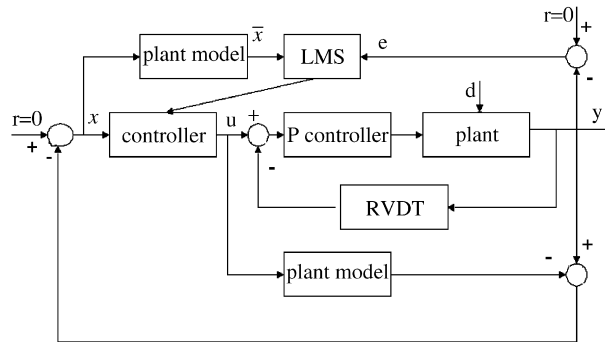 r=0
+
x̅
e
plant model
LMS
-
r=0
x
u
+
d
+
controller
P controller
plant
y
-
-
RVDT
+
-
plant model